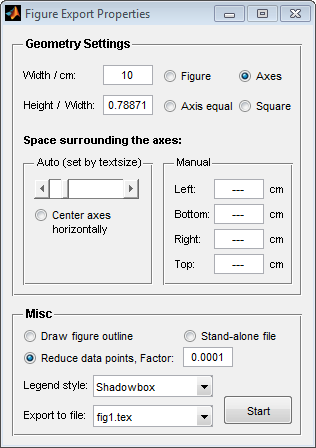 Figure Export Properties
Geometry Settings
Width / cm: 10 Figure Axes
Height / Width: 0.78871 Axis equal Square
Space surrounding the axes:
Auto (set by textsize) Manual
Left: --- cm
Center axes horizontally
Bottom: --- cm
Right: --- cm
Top: --- cm
Misc
Draw figure outline Stand-alone file
Reduce data points, Factor: 0.0001
Legend style: Shadowbox
Export to file: fig1.tex Start